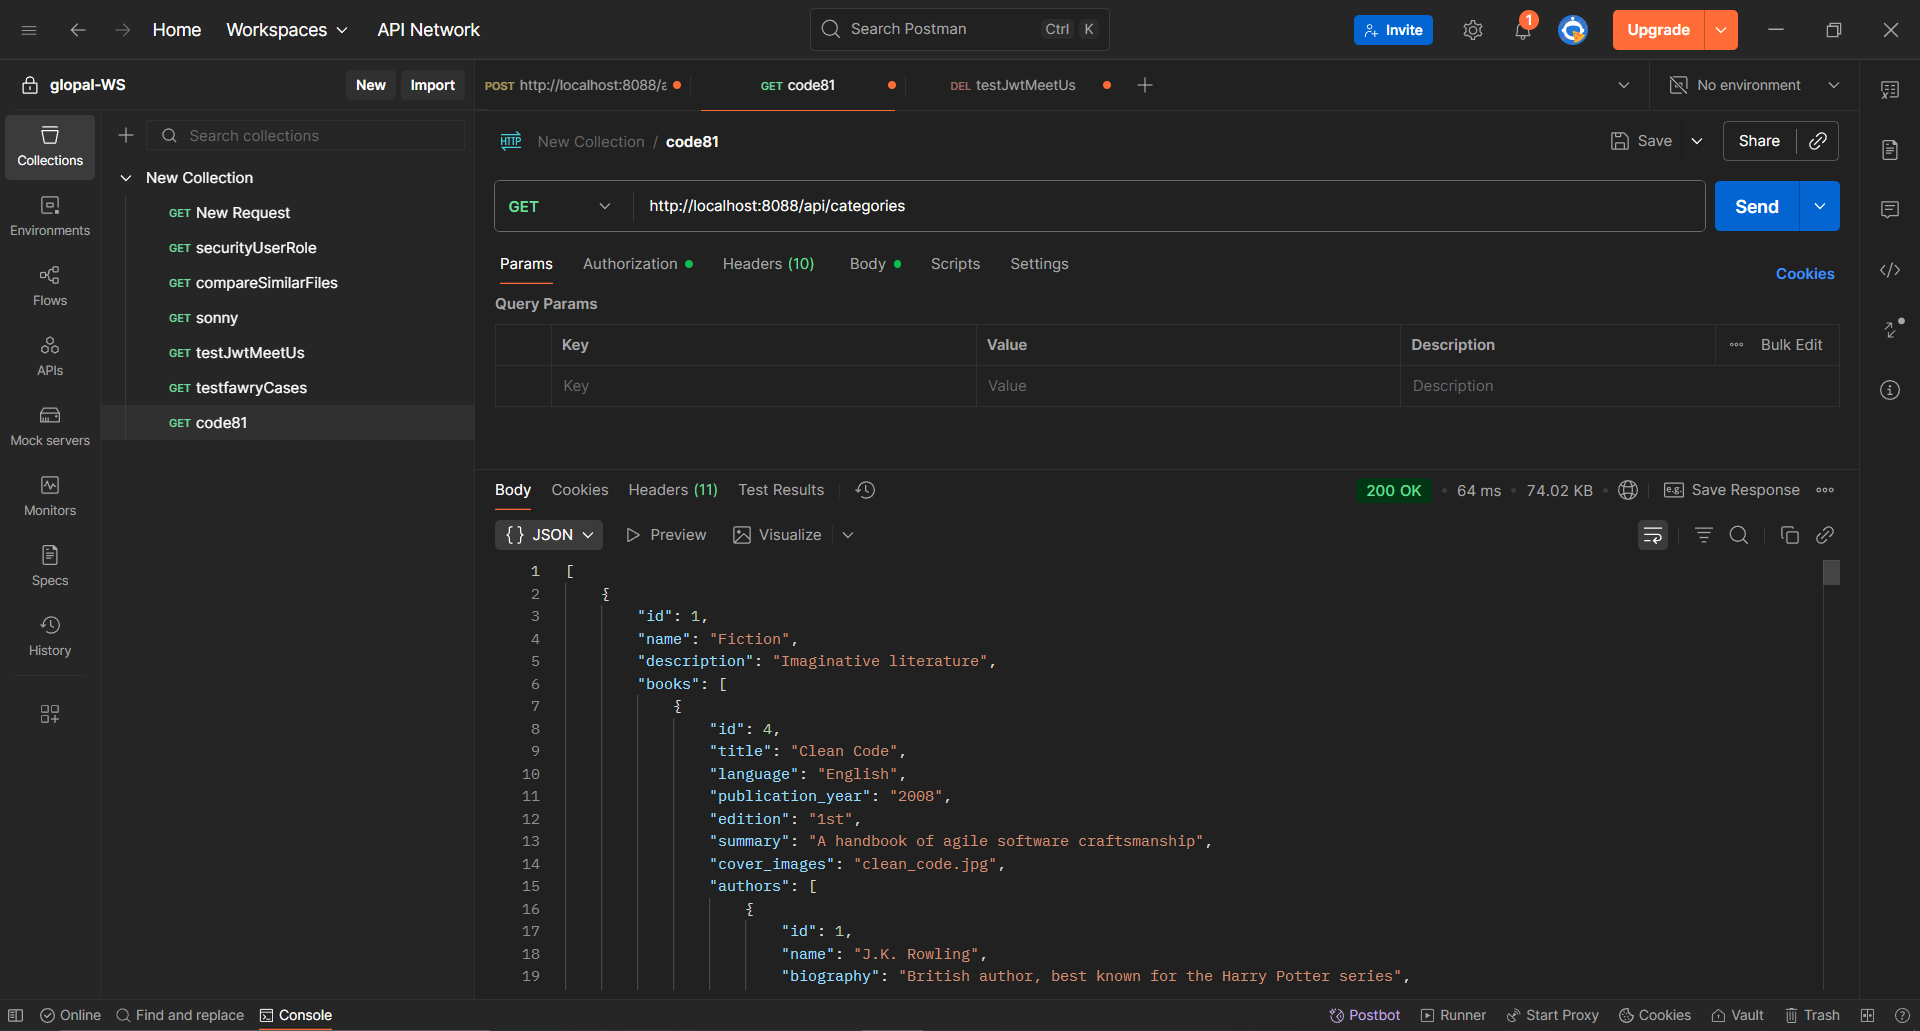 Home Workspaces API Network Search Postman Ctrl K Invite 1 Upgrade
glopal-WS New Import
POST http://localhost:8088/a GET code81 DEL testJwtMeetUs No environment
Collections
Environments
Flows
APIs
Mock servers
Monitors
Specs
History
Search collections
New Collection
GET New Request
GET securityUserRole
GET compareSimilarFiles
GET sonny
GET testJwtMeetUs
GET testfawryCases
GET code81
HTTP New Collection / code81 Save Share
GET http://localhost:8088/api/categories Send
Params Authorization Headers (10) Body Scripts Settings Cookies
Query Params
Key Value Description Bulk Edit
Key Value Description
Body Cookies Headers (11) Test Results 200 OK 64 ms 74.02 KB e.g. Save Response
{} JSON Preview Visualize
1 [
2 {
3 "id": 1,
4 "name": "Fiction",
5 "description": "Imaginative literature",
6 "books": [
7 {
8 "id": 4,
9 "title": "Clean Code",
10 "language": "English",
11 "publication_year": "2008",
12 "edition": "1st",
13 "summary": "A handbook of agile software craftsmanship",
14 "cover_images": "clean_code.jpg",
15 "authors": [
16 {
17 "id": 1,
18 "name": "J.K. Rowling",
19 "biography": "British author, best known for the Harry Potter series",
Online Find and replace Console Postbot Runner Start Proxy Cookies Vault Trash